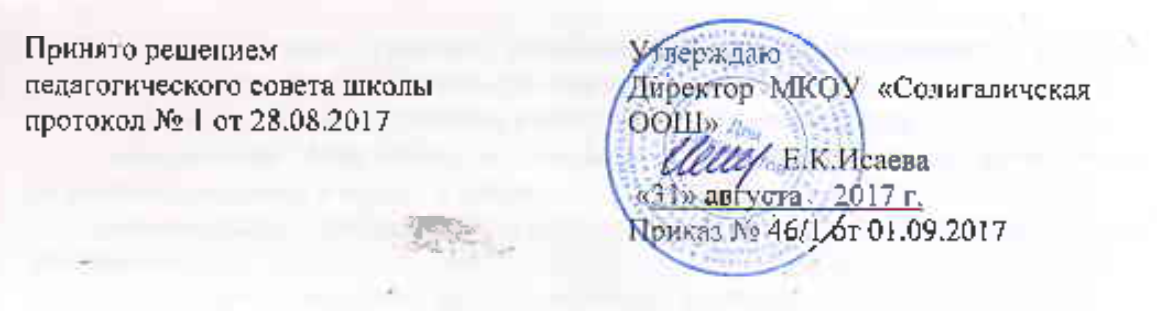 Принято решением
педагогического совета школы
протокол № 1 от 28.08.2017
Утверждаю
Директор МКОУ «Солигаличская
ООШ»
Е.К.Исаева
«31» августа 2017 г.
Приказ № 46/1 от 01.09.2017